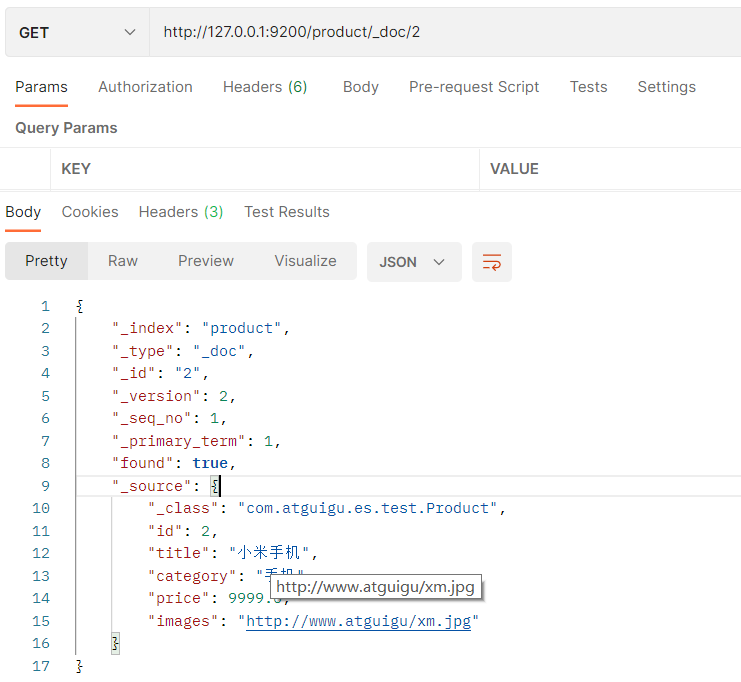 GET http://127.0.0.1:9200/product/_doc/2
Params Authorization Headers (6) Body Pre-request Script Tests Settings
Query Params
KEY VALUE
Body Cookies Headers (3) Test Results
Pretty Raw Preview Visualize JSON
1 {
2 "_index": "product",
3 "_type": "_doc",
4 "_id": "2",
5 "_version": 2,
6 "_seq_no": 1,
7 "_primary_term": 1,
8 "found": true,
9 "_source": {
10 "_class": "com.atguigu.es.test.Product",
11 "id": 2,
12 "title": "小米手机",
13 "category": "手机"
http://www.atguigu/xm.jpg
14 "price": 9999.0,
15 "images": "http://www.atguigu/xm.jpg"
16 }
17 }